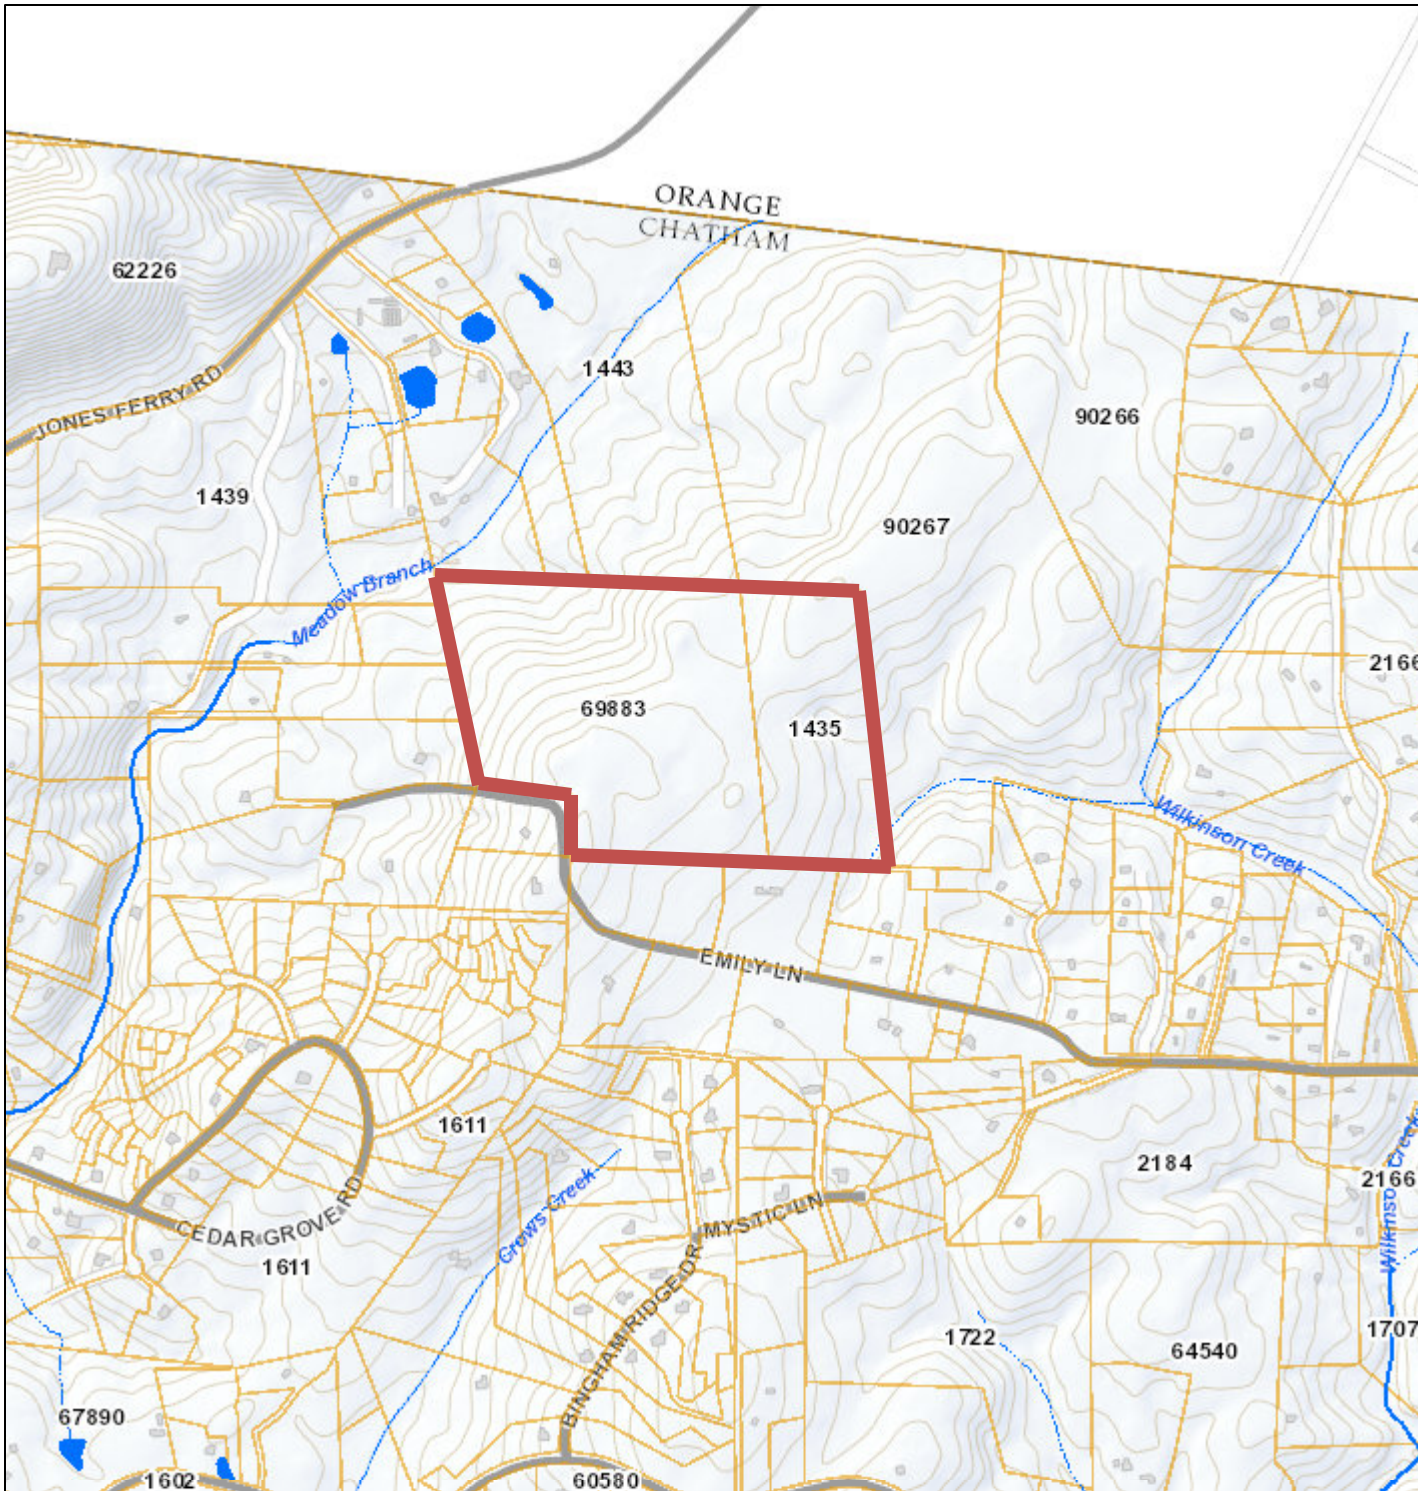 ORANGE
CHATHAM
62226
1443
JONES FERRY RD
90266
1439
90267
Meadow Branch
2166
69883
1435
Wilkinson Creek
EMILY LN
1611
2184
Wilkinson Creek
2166
Crows Creek
MYSTIC LN
CEDAR GROVE RD
1611
BINGHAM RIDGE DR
1722
1707
64540
67890
1602
60580